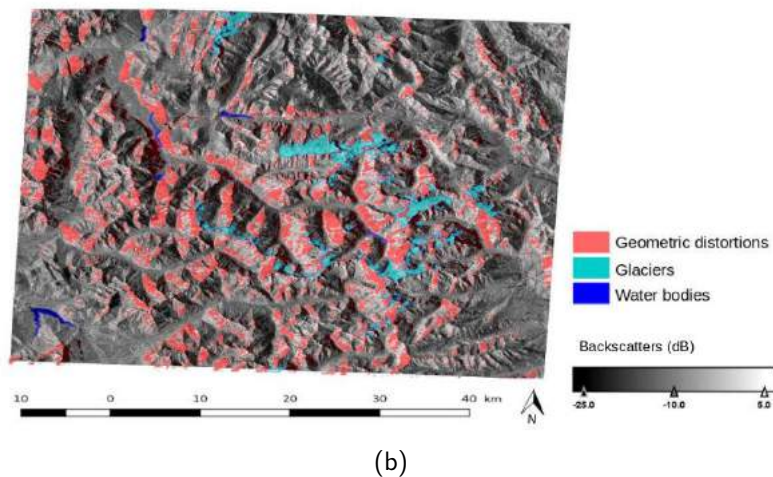 Geometric distortions
Glaciers
Water bodies
Backscatters (dB)
-25.0 -10.0 5.0
10 0 10 20 30 40 km
N
(b)